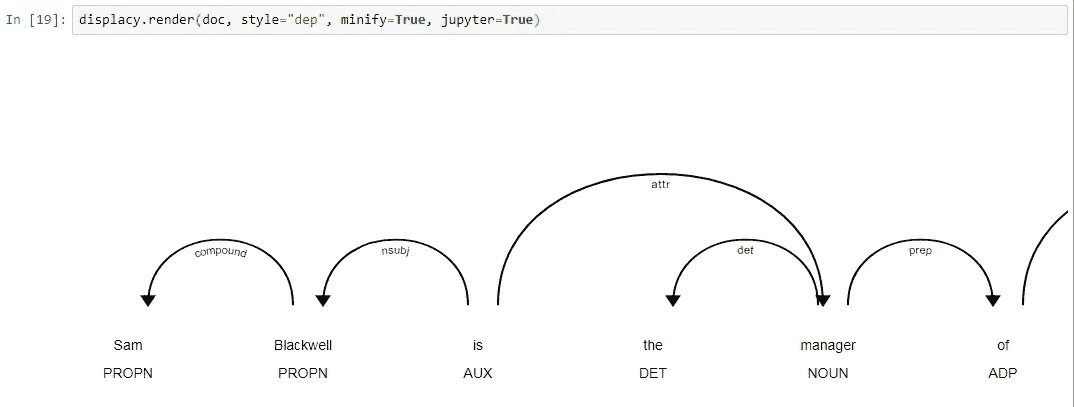 In [19]: displacy.render(doc, style="dep", minify=True, jupyter=True)
attr
compound nsubj det prep
Sam Blackwell is the manager of
PROPN PROPN AUX DET NOUN ADP